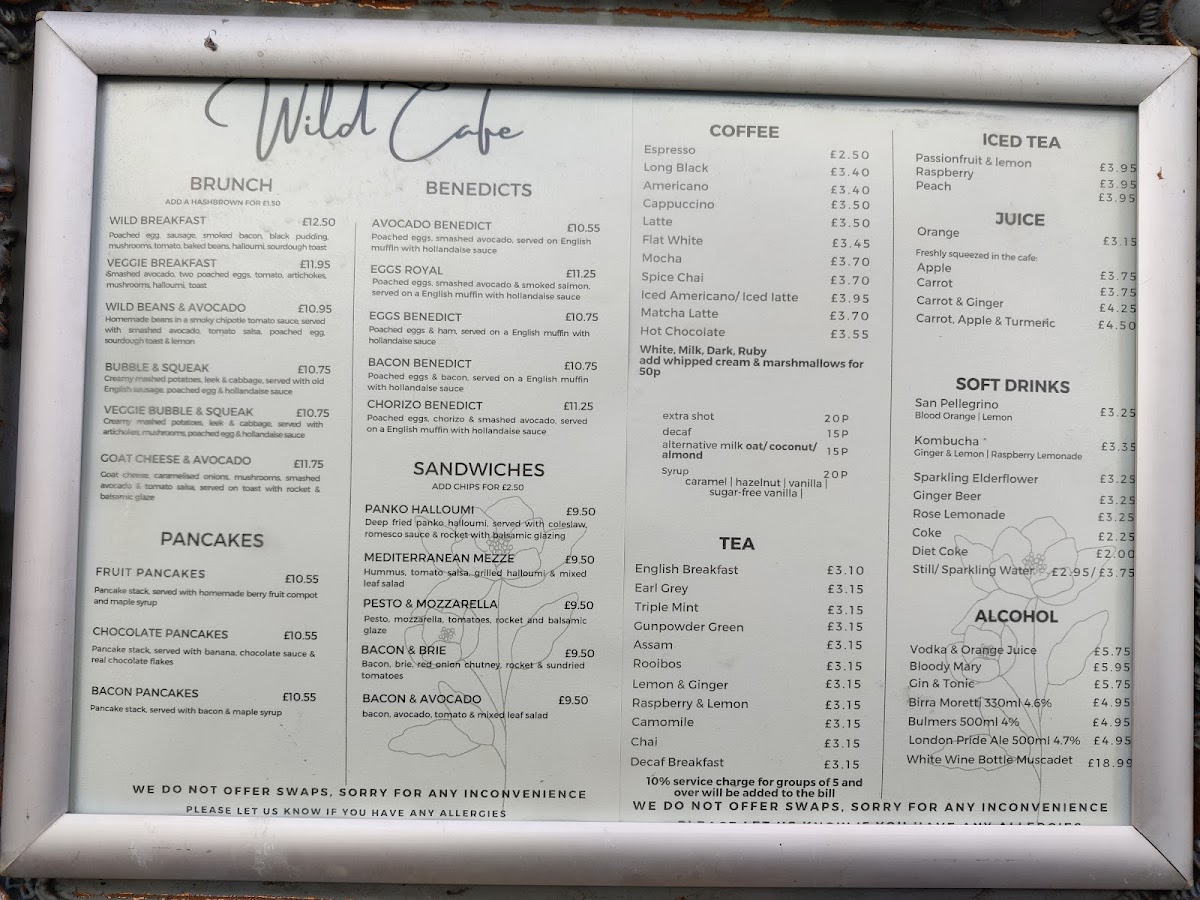 Wild Cafe
BRUNCH
ADD A HASHBROWN FOR £1.50
WILD BREAKFAST £12.50
Poached egg, sausage, smoked bacon, black pudding,
mushrooms, tomato, baked beans, halloumi, sourdough toast
VEGGIE BREAKFAST £11.95
Smashed avocado, two poached eggs, tomato, artichokes,
mushrooms, halloumi, toast
WILD BEANS & AVOCADO £10.95
Homemade beans in a smoky chipotle tomato sauce, served
with smashed avocado, tomato salsa, poached egg,
sourdough toast & lemon
BUBBLE & SQUEAK £10.75
Creamy mashed potatoes, leek & cabbage, served with old
English sausage, poached egg & hollandaise sauce
VEGGIE BUBBLE & SQUEAK £10.75
Creamy mashed potatoes, leek & cabbage, served with
artichokes, mushrooms, poached egg & hollandaise sauce
GOAT CHEESE & AVOCADO £11.75
Goat cheese, caramelised onions, mushrooms, smashed
avocado & tomato salsa, served on toast with rocket &
balsamic glaze
PANCAKES
FRUIT PANCAKES £10.55
Pancake stack, served with homemade berry fruit compot
and maple syrup
CHOCOLATE PANCAKES £10.55
Pancake stack, served with banana, chocolate sauce &
real chocolate flakes
BACON PANCAKES £10.55
Pancake stack, served with bacon & maple syrup
BENEDICTS
AVOCADO BENEDICT £10.55
Poached eggs, smashed avocado, served on English
muffin with hollandaise sauce
EGGS ROYAL £11.25
Poached eggs, smashed avocado & smoked salmon,
served on a English muffin with hollandaise sauce
EGGS BENEDICT £10.75
Poached eggs & ham, served on a English muffin with
hollandaise sauce
BACON BENEDICT £10.75
Poached eggs & bacon, served on a English muffin
with hollandaise sauce
CHORIZO BENEDICT £11.25
Poached eggs, chorizo & smashed avocado, served
on a English muffin with hollandaise sauce
SANDWICHES
ADD CHIPS FOR £2.50
PANKO HALLOUMI £9.50
Deep fried panko halloumi, served with coleslaw,
romesco sauce & rocket with balsamic glazing
MEDITERRANEAN MEZZE £9.50
Hummus, tomato salsa, grilled halloumi & mixed
leaf salad
PESTO & MOZZARELLA £9.50
Pesto, mozzarella, tomatoes, rocket and balsamic
glaze
BACON & BRIE £9.50
Bacon, brie, red onion chutney, rocket & sundried
tomatoes
BACON & AVOCADO £9.50
bacon, avocado, tomato & mixed leaf salad
WE DO NOT OFFER SWAPS, SORRY FOR ANY INCONVENIENCE
PLEASE LET US KNOW IF YOU HAVE ANY ALLERGIES
COFFEE
Espresso £2.50
Long Black £3.40
Americano £3.40
Cappuccino £3.50
Latte £3.50
Flat White £3.45
Mocha £3.70
Spice Chai £3.70
Iced Americano/ Iced latte £3.95
Matcha Latte £3.70
Hot Chocolate £3.55
White, Milk, Dark, Ruby
add whipped cream & marshmallows for
50p
extra shot 20P
decaf 15P
alternative milk oat/ coconut/ 15P
almond
Syrup 20P
caramel | hazelnut | vanilla |
sugar-free vanilla |
TEA
English Breakfast £3.10
Earl Grey £3.15
Triple Mint £3.15
Gunpowder Green £3.15
Assam £3.15
Rooibos £3.15
Lemon & Ginger £3.15
Raspberry & Lemon £3.15
Camomile £3.15
Chai £3.15
Decaf Breakfast £3.15
10% service charge for groups of 5 and
over will be added to the bill
ICED TEA
Passionfruit & lemon £3.95
Raspberry £3.95
Peach £3.95
JUICE
Orange £3.15
Freshly squeezed in the cafe:
Apple £3.75
Carrot £3.75
Carrot & Ginger £4.25
Carrot, Apple & Turmeric £4.50
SOFT DRINKS
San Pellegrino £3.25
Blood Orange | Lemon
Kombucha £3.35
Ginger & Lemon | Raspberry Lemonade
Sparkling Elderflower £3.25
Ginger Beer £3.25
Rose Lemonade £3.25
Coke £2.25
Diet Coke £2.00
Still/ Sparkling Water £2.95/£3.75
ALCOHOL
Vodka & Orange Juice £5.75
Bloody Mary £5.95
Gin & Tonic £5.75
Birra Moretti 330ml 4.6% £4.95
Bulmers 500ml 4% £4.95
London Pride Ale 500ml 4.7% £4.95
White Wine Bottle Muscadet £18.99
WE DO NOT OFFER SWAPS, SORRY FOR ANY INCONVENIENCE
PLEASE LET US KNOW IF YOU HAVE ANY ALLERGIES